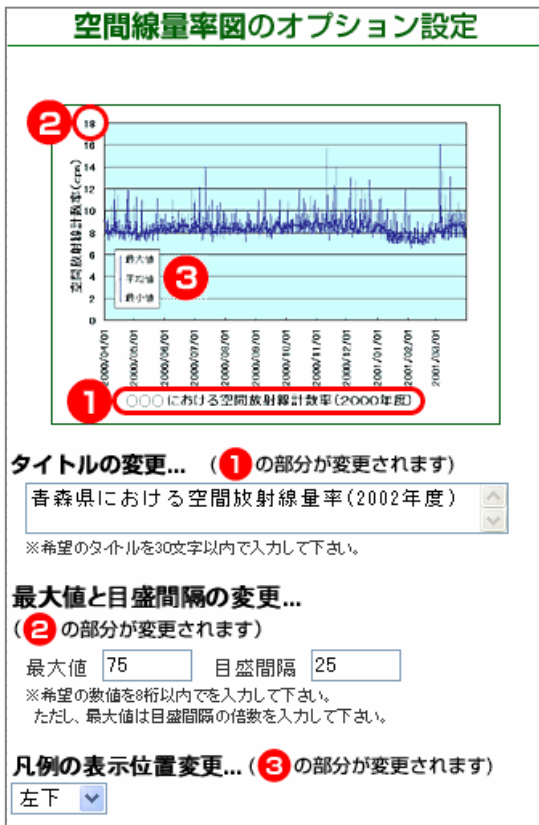 空間線量率図のオプション設定
2
18
16
14
12
10
8
6
4
2
0
空間放射線計数率(cpm)
最大値
平均値
最小値
3
2000/04/01
2000/05/01
2000/06/01
2000/07/01
2000/08/01
2000/09/01
2000/10/01
2000/11/01
2000/12/01
2001/01/01
2001/02/01
2001/03/01
1
○○○における空間放射線計数率(2000年度)
タイトルの変更... (1の部分が変更されます)
青森県における空間放射線量率(2002年度)
※希望のタイトルを30文字以内で入力して下さい。
最大値と目盛間隔の変更...
(2の部分が変更されます)
最大値 75 目盛間隔 25
※希望の数値を8桁以内でを入力して下さい。
ただし、最大値は目盛間隔の倍数を入力して下さい。
凡例の表示位置変更... (3の部分が変更されます)
左下